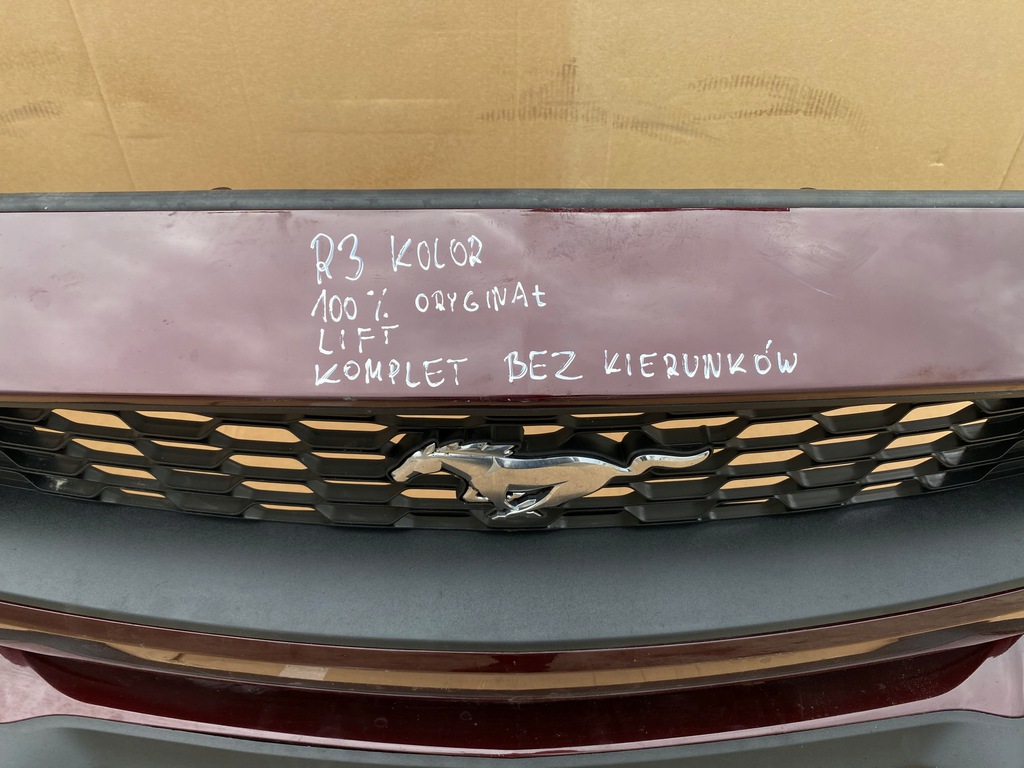 R3 KOLOR
100% ORYGINAŁ
LIFT
KOMPLET BEZ KIERUNKÓW